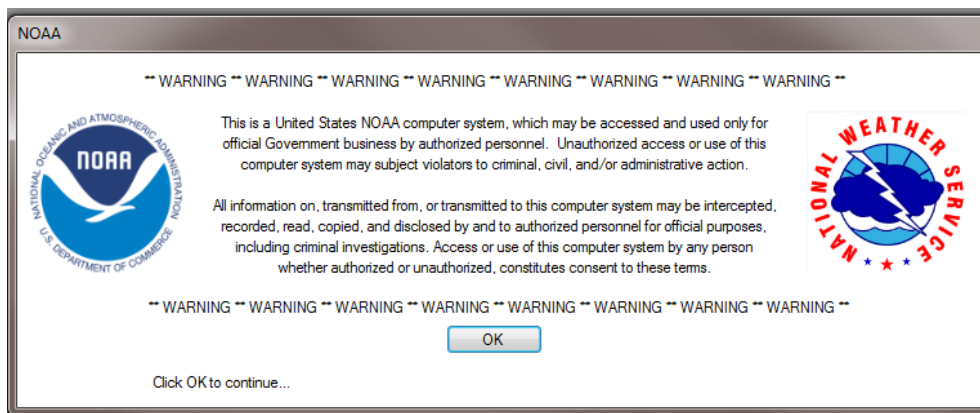 NOAA
** WARNING ** WARNING ** WARNING ** WARNING ** WARNING ** WARNING ** WARNING ** WARNING **
This is a United States NOAA computer system, which may be accessed and used only for
official Government business by authorized personnel. Unauthorized access or use of this
computer system may subject violators to criminal, civil, and/or administrative action.
All information on, transmitted from, or transmitted to this computer system may be intercepted,
recorded, read, copied, and disclosed by and to authorized personnel for official purposes,
including criminal investigations. Access or use of this computer system by any person
whether authorized or unauthorized, constitutes consent to these terms.
NATIONAL OCEANIC AND ATMOSPHERIC ADMINISTRATION
NOAA
U.S. DEPARTMENT OF COMMERCE
NATIONAL WEATHER SERVICE
** WARNING ** WARNING ** WARNING ** WARNING ** WARNING ** WARNING ** WARNING ** WARNING **
OK
Click OK to continue...